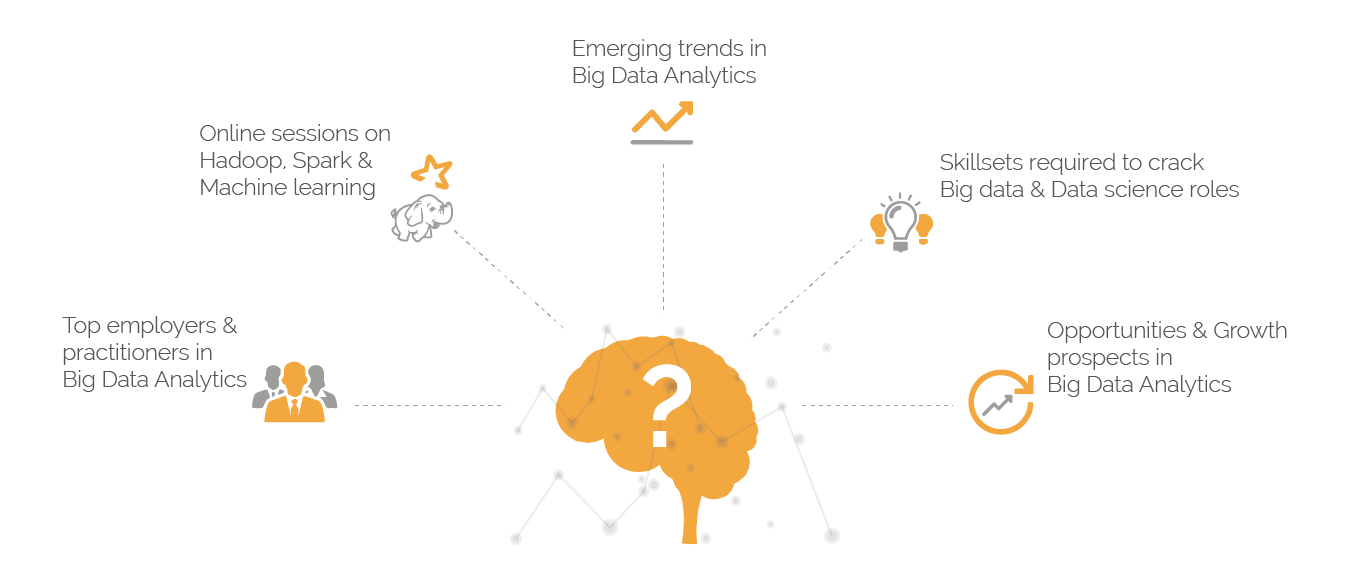 Emerging trends in
Big Data Analytics
Online sessions on
Hadoop, Spark &
Machine learning
Skillsets required to crack
Big data & Data science roles
Top employers &
practitioners in
Big Data Analytics
Opportunities & Growth
prospects in
Big Data Analytics
?